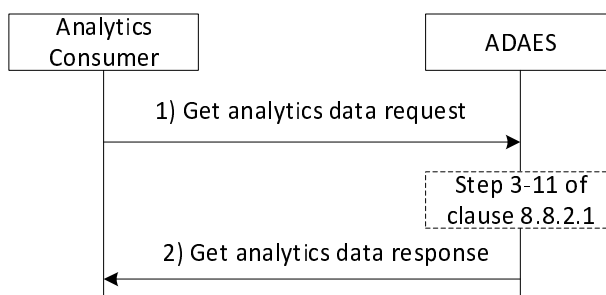 Analytics
Consumer
ADAES
1) Get analytics data request
Step 3-11 of
clause 8.8.2.1
2) Get analytics data response